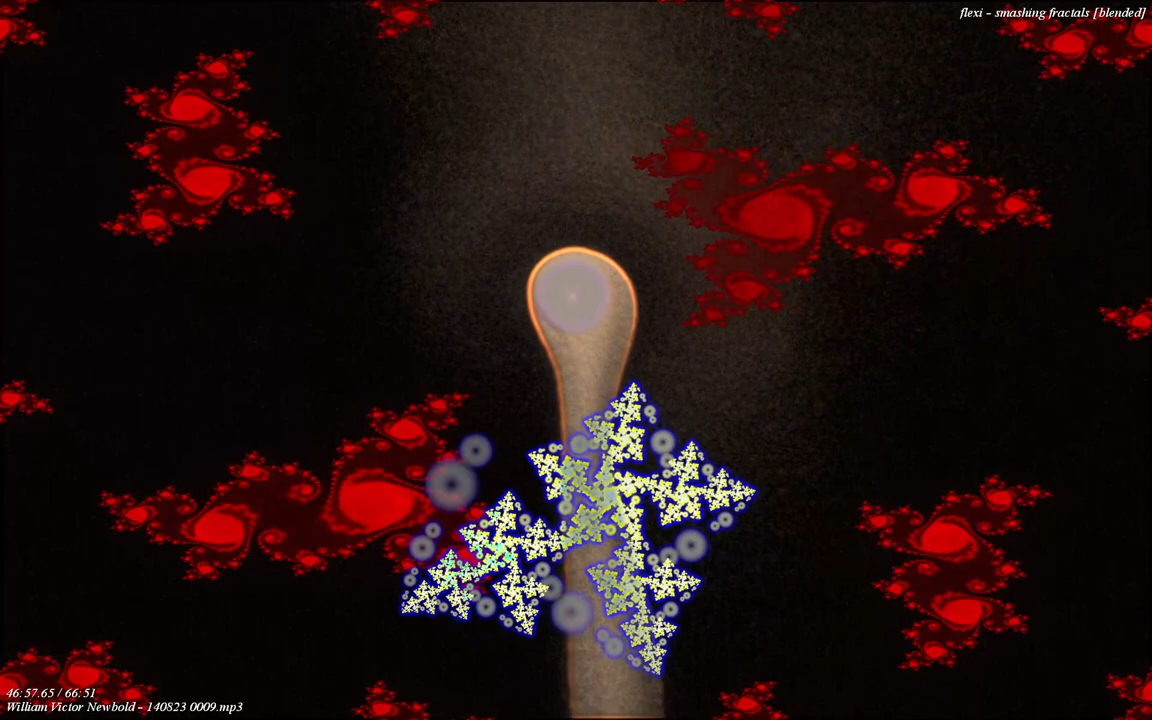 flexi - smashing fractals [blended]
46:57.65 / 66:51
William Victor Newbold - 140823 0009.mp3